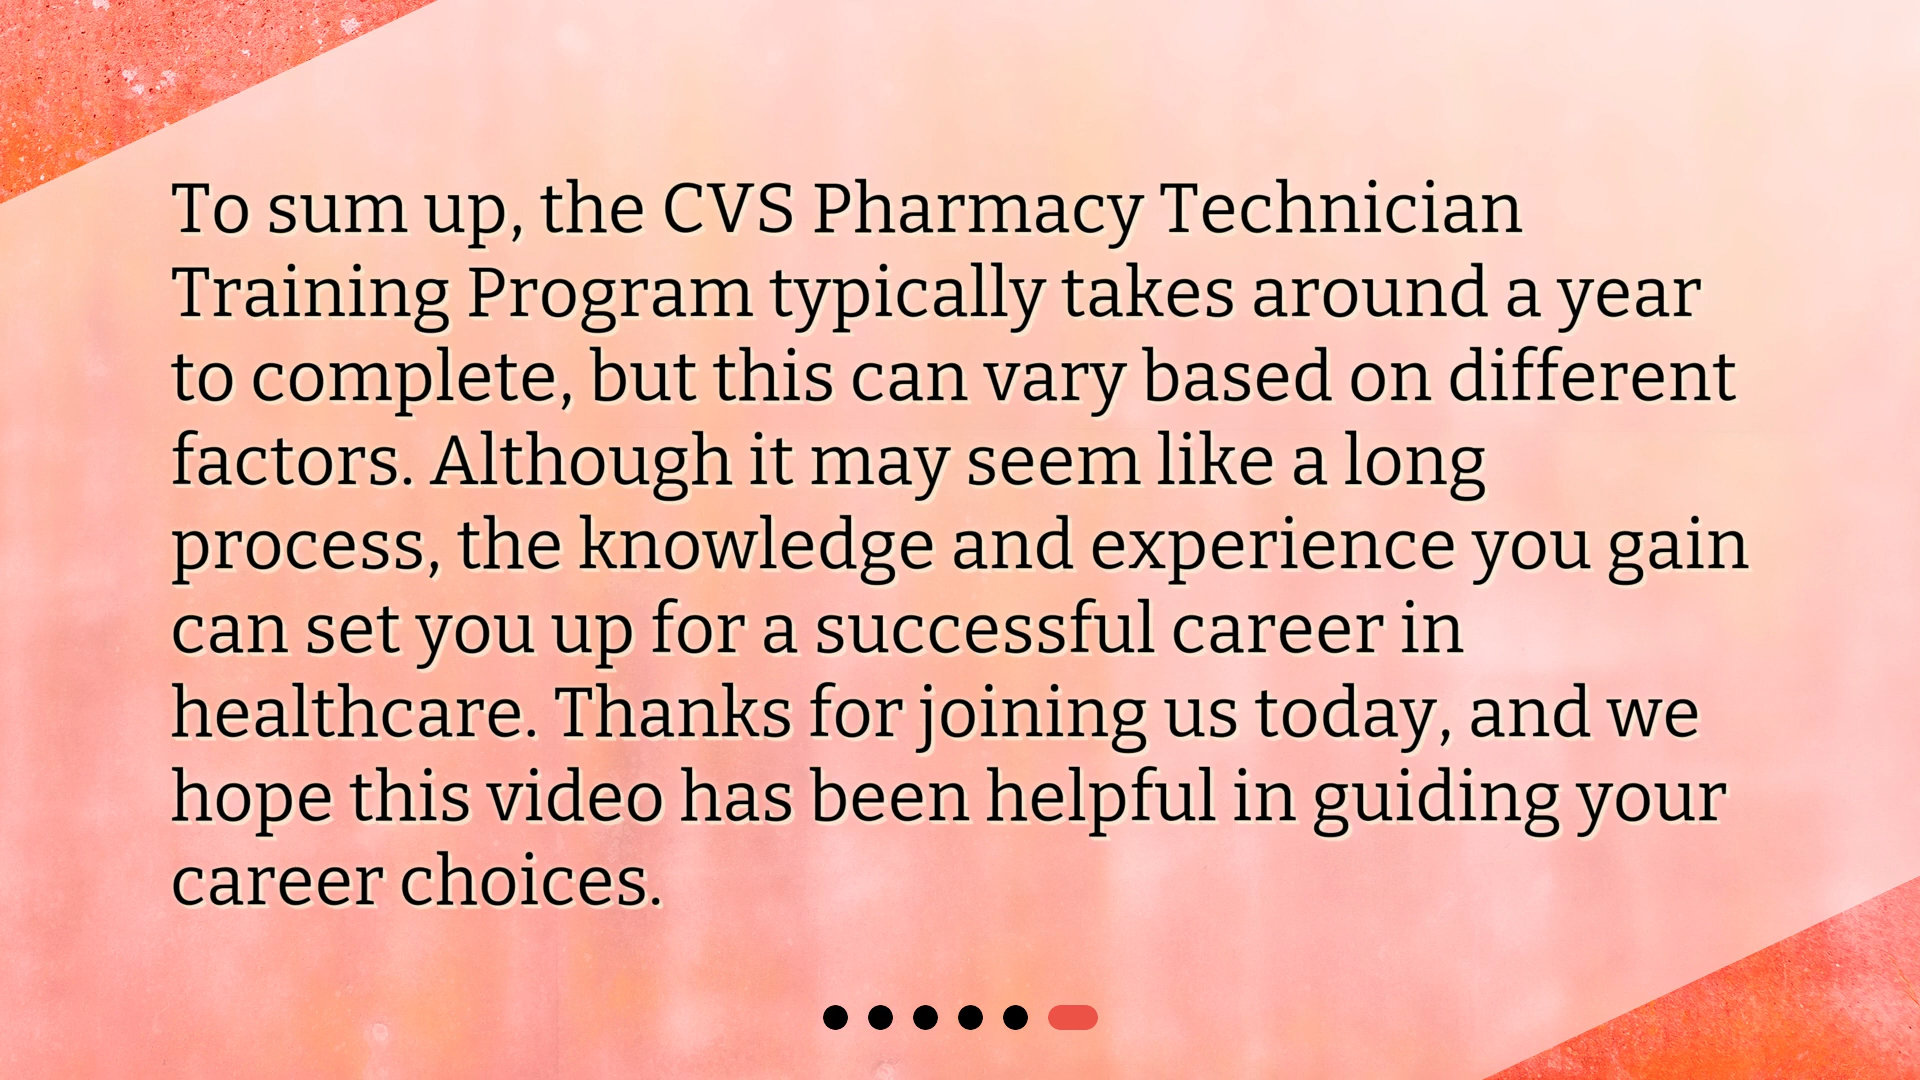 To sum up, the CVS Pharmacy Technician
Training Program typically takes around a year
to complete, but this can vary based on different
factors. Although it may seem like a long
process, the knowledge and experience you gain
can set you up for a successful career in
healthcare. Thanks for joining us today, and we
hope this video has been helpful in guiding your
career choices.